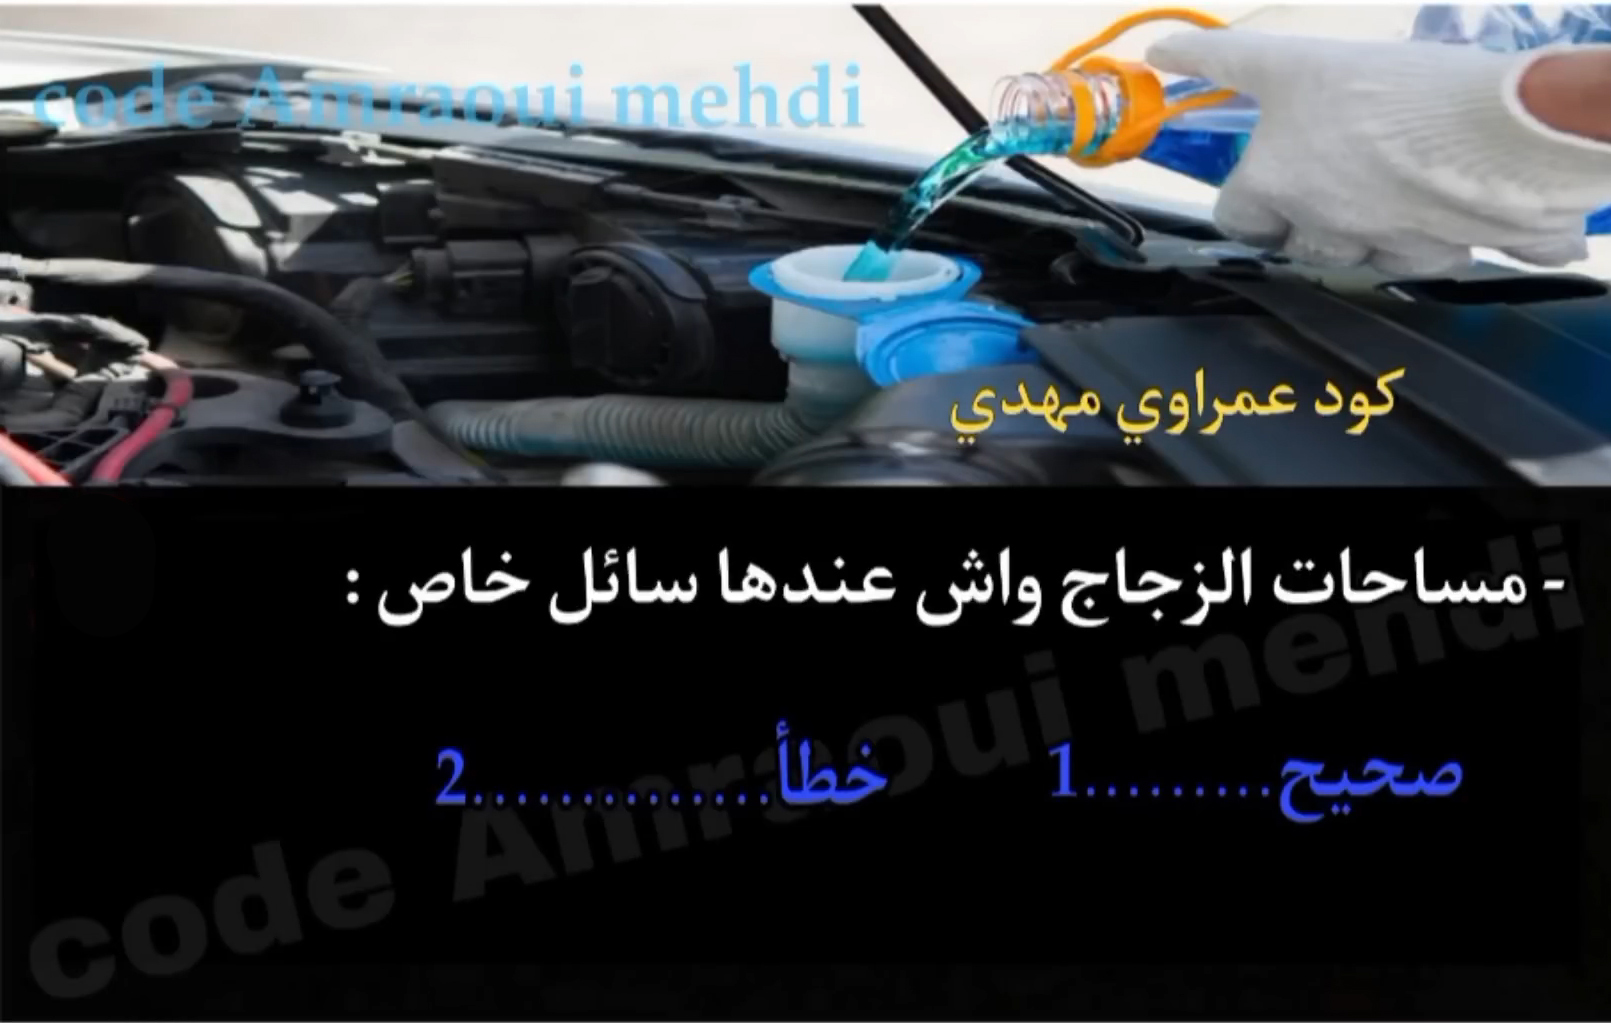 code Amraoui mehdi
كود عمراوي مهدي
- مساحات الزجاج واش عندها سائل خاص :
صحيح.........1 خطأ..............2
code Amraoui mehdi